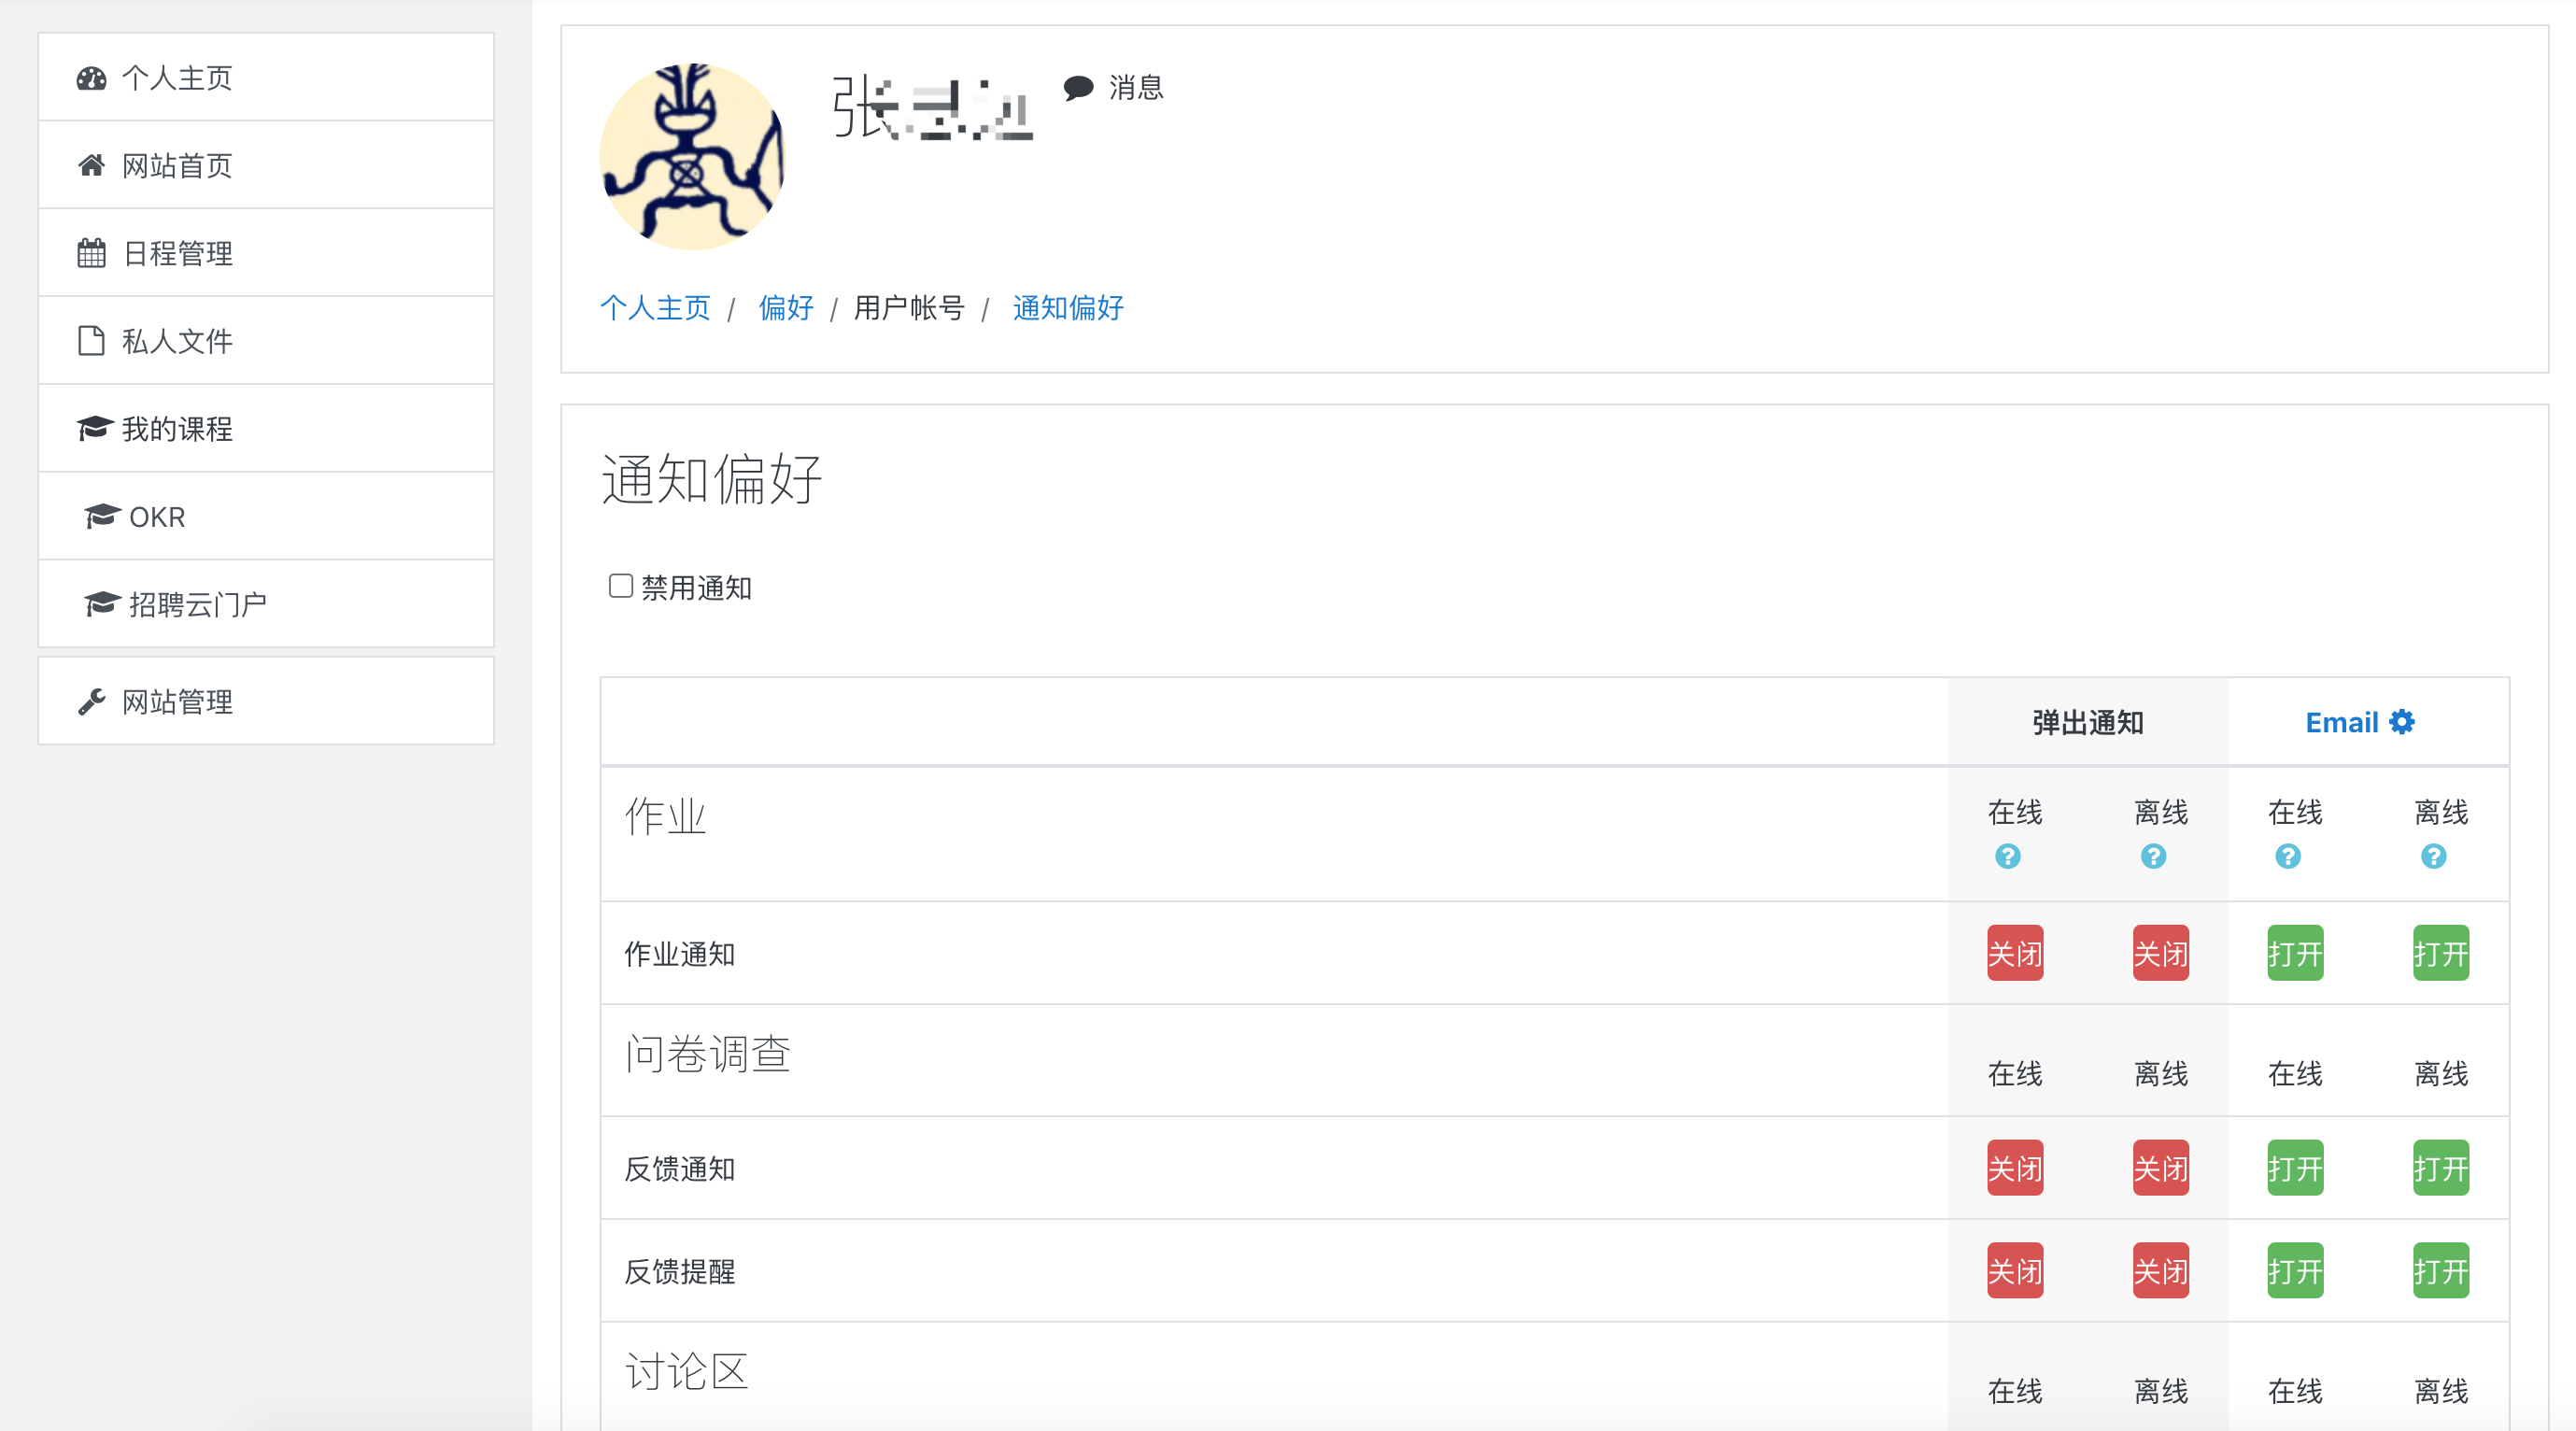 个人主页
网站首页
日程管理
私人文件
我的课程
OKR
招聘云门户
网站管理
张
消息
个人主页 / 偏好 / 用户帐号 / 通知偏好
通知偏好
禁用通知
弹出通知 Email
作业 在线 离线 在线 离线
? ? ? ?
作业通知 关闭 关闭 打开 打开
问卷调查 在线 离线 在线 离线
反馈通知 关闭 关闭 打开 打开
反馈提醒 关闭 关闭 打开 打开
讨论区 在线 离线 在线 离线